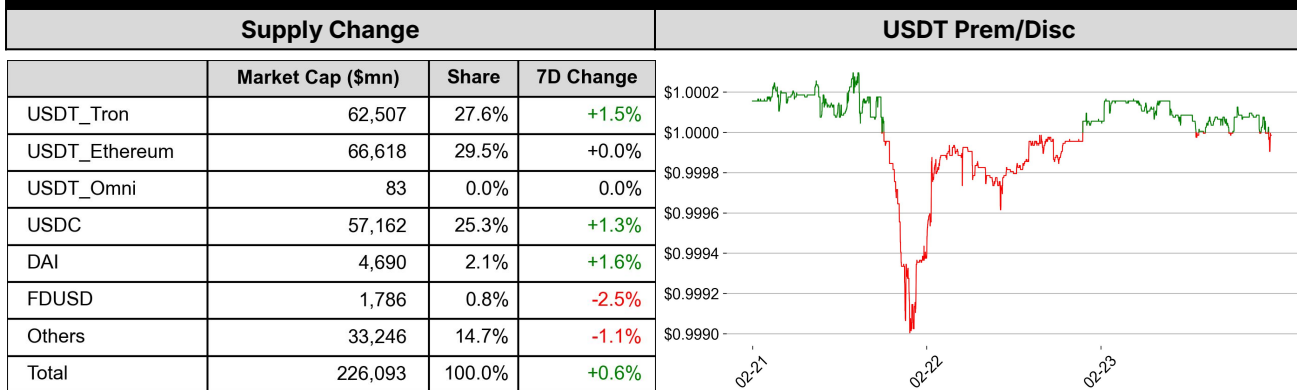 Supply Change
Market Cap ($mn) Share 7D Change
USDT_Tron 62,507 27.6% +1.5%
USDT_Ethereum 66,618 29.5% +0.0%
USDT_Omni 83 0.0% 0.0%
USDC 57,162 25.3% +1.3%
DAI 4,690 2.1% +1.6%
FDUSD 1,786 0.8% -2.5%
Others 33,246 14.7% -1.1%
Total 226,093 100.0% +0.6%
USDT Prem/Disc
$1.0002
$1.0000
$0.9998
$0.9996
$0.9994
$0.9992
$0.9990
02-21 02-22 02-23